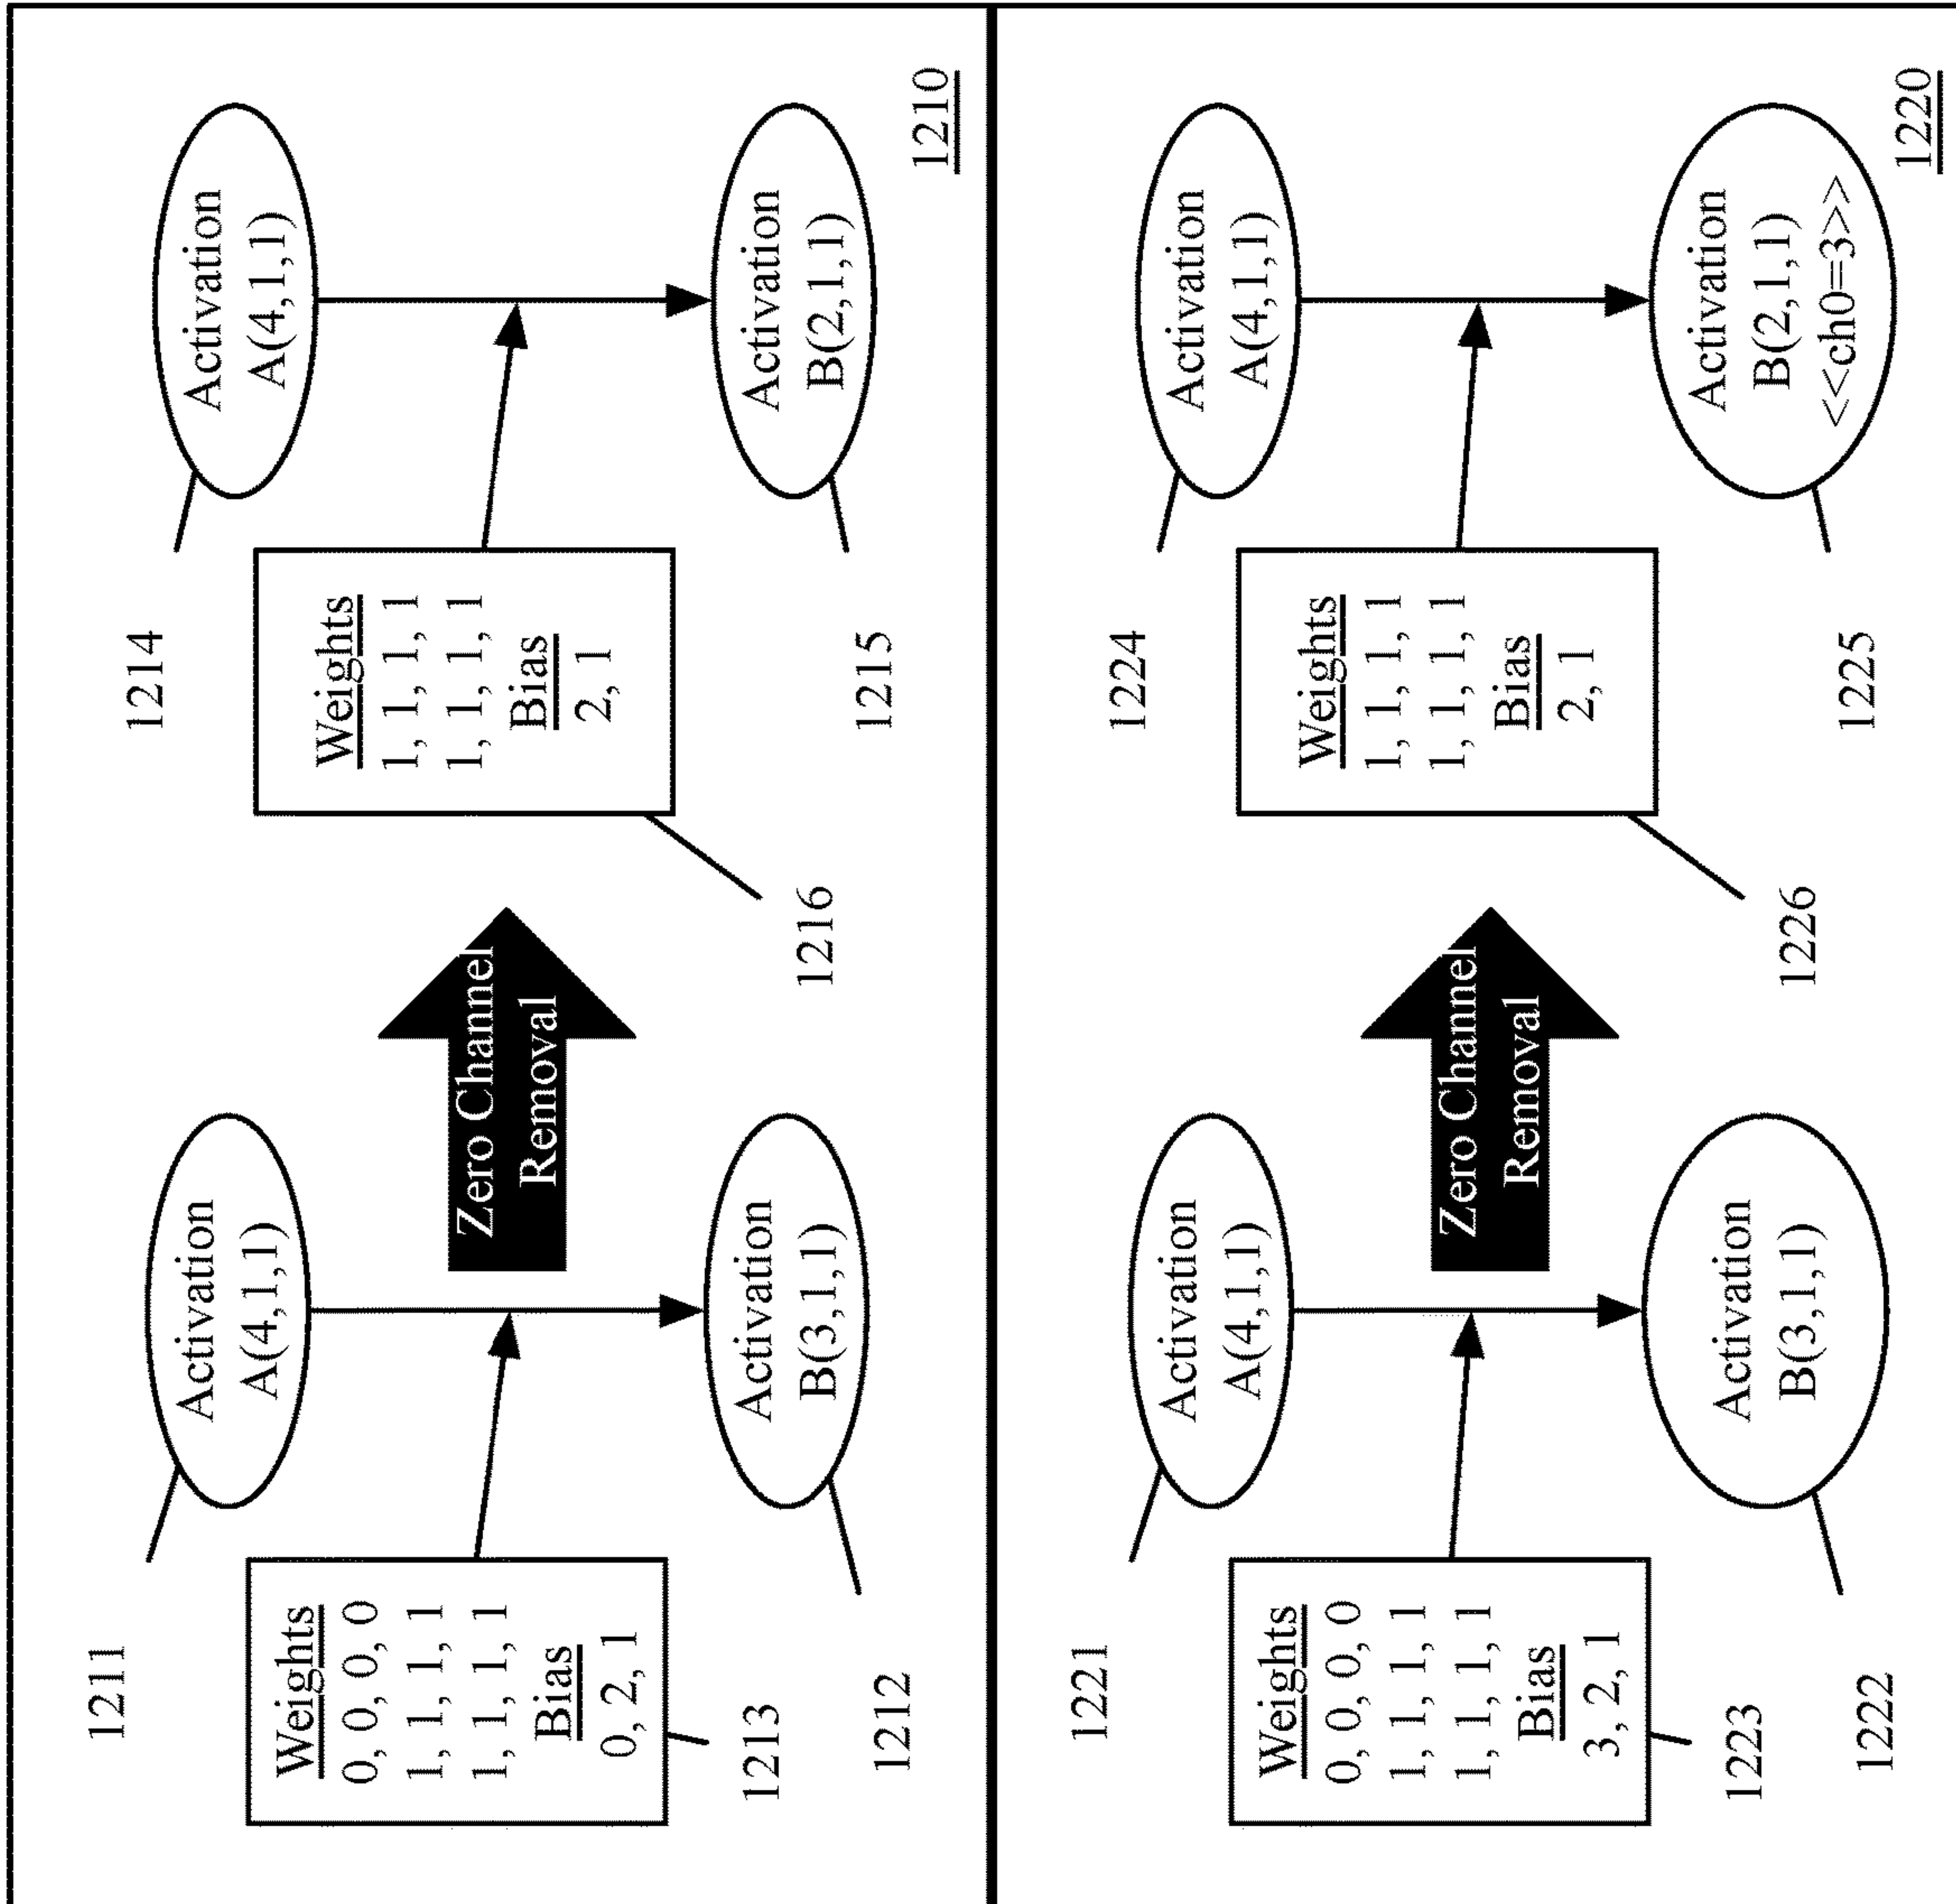 1211
Activation
A(4,1,1)
Weights
0, 0, 0, 0
1, 1, 1, 1
1, 1, 1, 1
Bias
0, 2, 1
1213
Activation
B(3,1,1)
1212
Zero Channel
Removal
1214
Activation
A(4,1,1)
Weights
1, 1, 1, 1
1, 1, 1, 1
Bias
2, 1
1216
Activation
B(2,1,1)
1215
1210
1221
Activation
A(4,1,1)
Weights
0, 0, 0, 0
1, 1, 1, 1
1, 1, 1, 1
Bias
3, 2, 1
1223
Activation
B(3,1,1)
1222
Zero Channel
Removal
1224
Activation
A(4,1,1)
Weights
1, 1, 1, 1
1, 1, 1, 1
Bias
2, 1
1226
Activation
B(2,1,1)
<<ch0=3>>
1225
1220